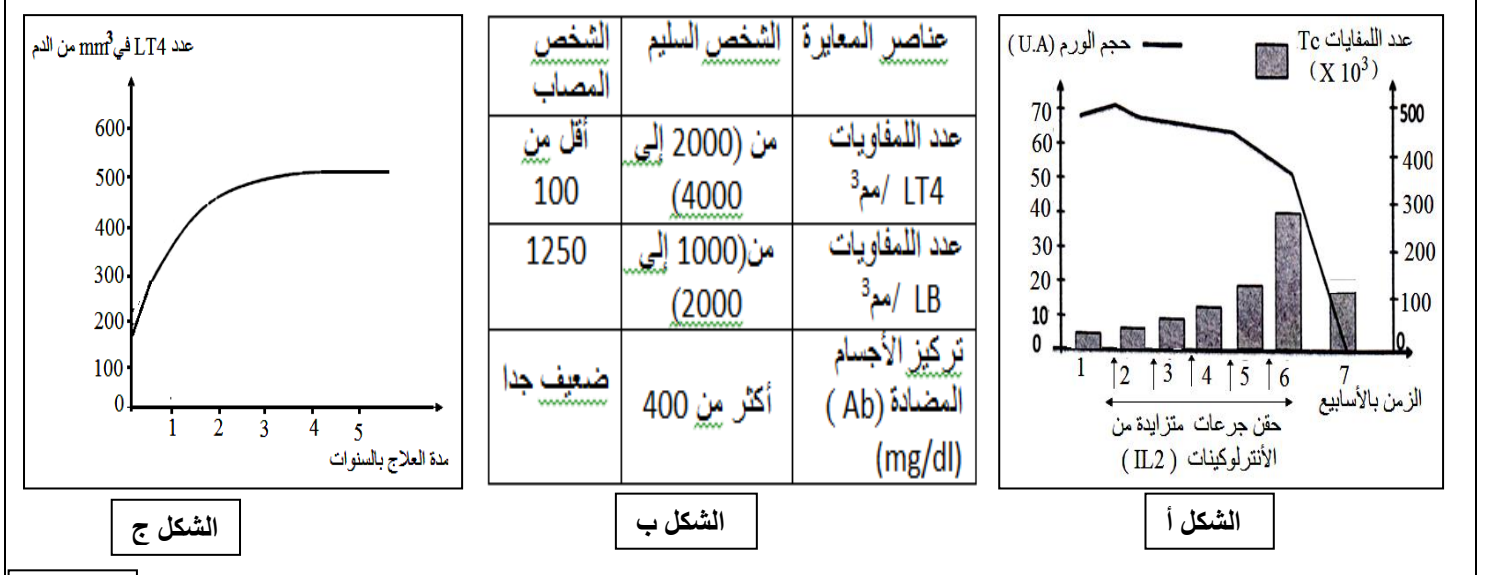 عدد اللمفايات Tc
(X 10³)
حجم الورم (U.A)
70
60
50
40
30
20
10
0
500
400
300
200
100
0
1 2 3 4 5 6 7
الزمن بالأسابيع
حقن جرعات متزايدة من
الأنترلوكينات (IL2)
الشكل أ
عناصر المعايرة
الشخص السليم
الشخص
المصاب
عدد اللمفاويات
LT4 /مم³
من (2000 إلى
4000)
أقل من
100
عدد اللمفاويات
LB /مم³
من(1000 إلى
2000)
1250
تركيز الأجسام
المضادة (Ab)
(mg/dl)
أكثر من 400
ضعيف جدا
الشكل ب
عدد LT4 في mm³ من الدم
600
500
400
300
200
100
0
1 2 3 4 5
مدة العلاج بالسنوات
الشكل ج